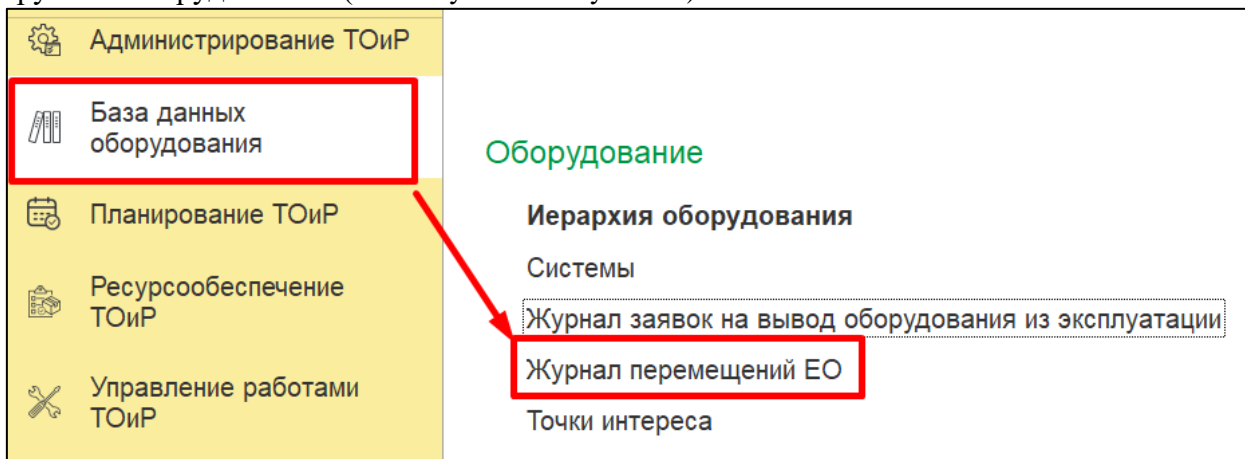 Администрирование ТОиР
База данных
оборудования
Планирование ТОиР
Ресурсообеспечение
ТОиР
Управление работами
ТОиР
Оборудование
Иерархия оборудования
Системы
Журнал заявок на вывод оборудования из эксплуатации
Журнал перемещений ЕО
Точки интереса